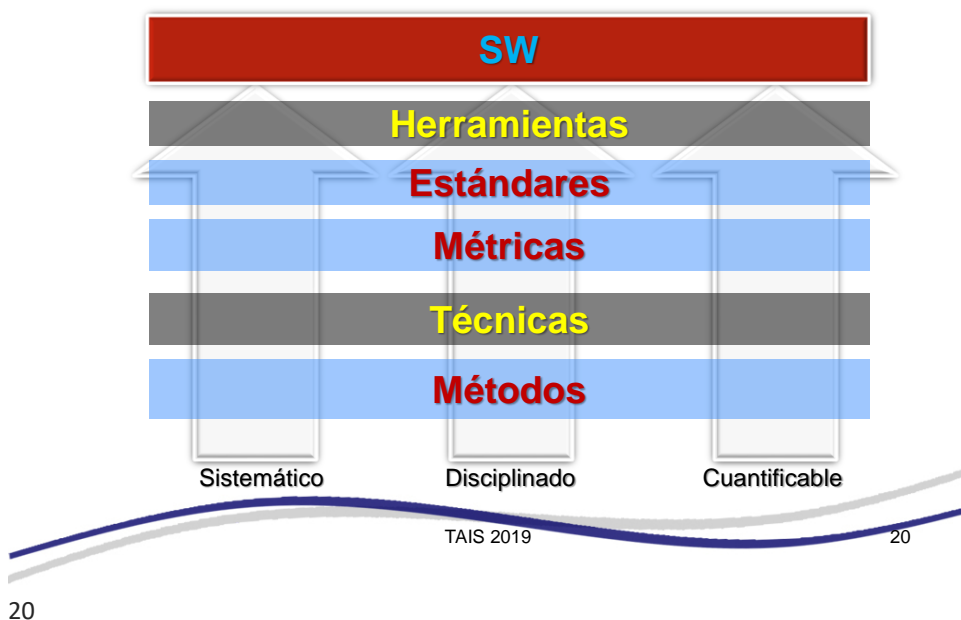 SW
Herramientas
Estándares
Métricas
Técnicas
Métodos
Sistemático Disciplinado Cuantificable
TAIS 2019 20
20